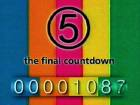 5
the final countdown
00001087